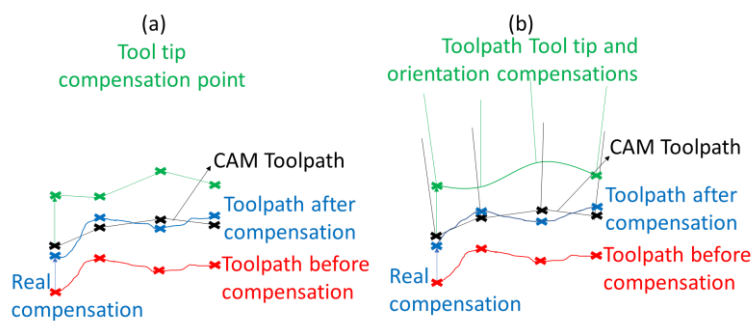 (a)
Tool tip
compensation point
CAM Toolpath
Toolpath after
compensation
Real
compensation
Toolpath before
compensation
(b)
Toolpath Tool tip and
orientation compensations
CAM Toolpath
Toolpath after
compensation
Real
compensation
Toolpath before
compensation